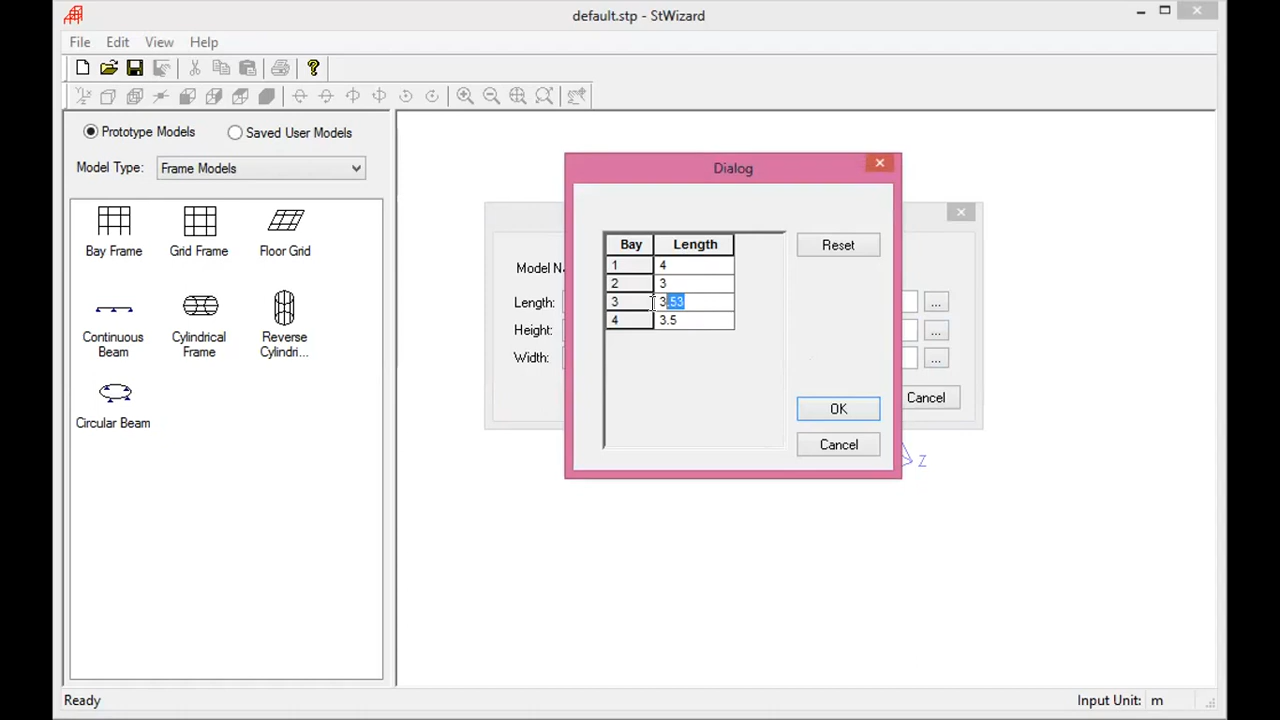 default.stp - StWizard
File Edit View Help
Prototype Models Saved User Models
Model Type: Frame Models
Bay Frame Grid Frame Floor Grid
Continuous Beam Cylindrical Frame Reverse Cylindri...
Circular Beam
Dialog
Bay Length
1 4
2 3
3 3.53
4 3.5
Reset
OK
Cancel
Model N
Length: ...
Height: ...
Width: ...
Cancel
Z
Ready Input Unit: m